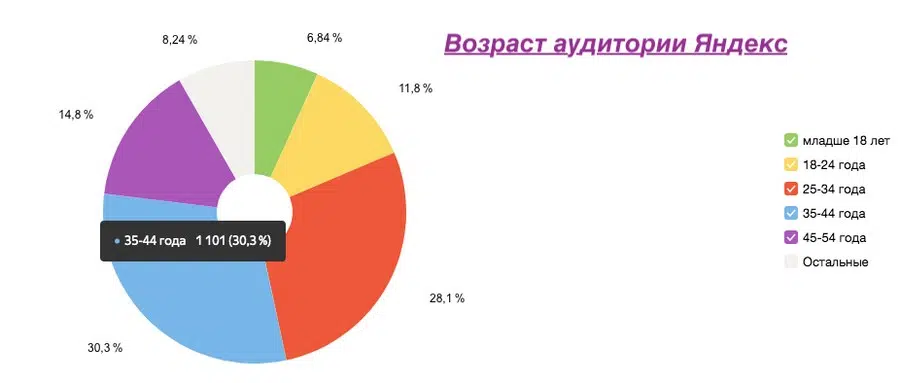 Возраст аудитории Яндекс
8,24 %
6,84 %
11,8 %
14,8 %
35-44 года 1 101 (30,3 %)
28,1 %
30,3 %
младше 18 лет
18-24 года
25-34 года
35-44 года
45-54 года
Остальные